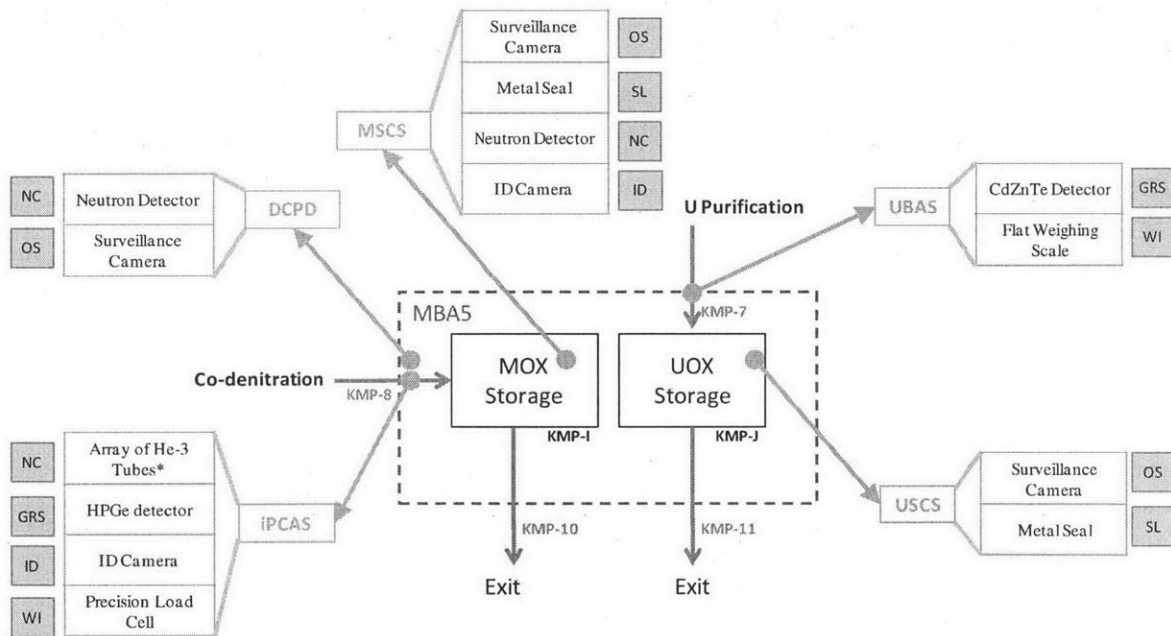 Surveillance
Camera
OS
Metal Seal
SL
MSCS
Neutron Detector
NC
ID Camera
ID
NC
Neutron Detector
DCPD
OS
Surveillance
Camera
U Purification
UBAS
CdZnTe Detector
GRS
Flat Weighing
Scale
WI
MBA5
KMP-7
Co-denitration
KMP-8
MOX
Storage
KMP-I
UOX
Storage
KMP-J
NC
Array of He-3
Tubes*
GRS
HPGe detector
iPCAS
ID
ID Camera
WI
Precision Load
Cell
KMP-10
Exit
KMP-11
Exit
USCS
Surveillance
Camera
OS
Metal Seal
SL